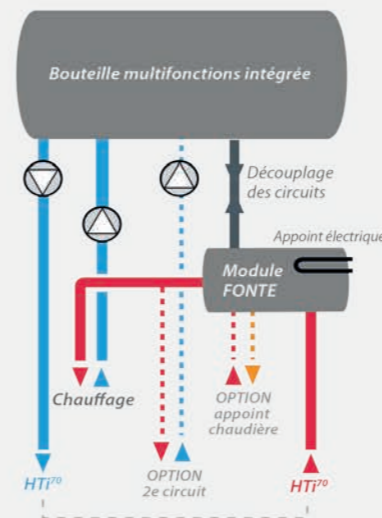 Bouteille multifonctions intégrée
Découplage
des circuits
Appoint électrique
Module
FONTE
Chauffage
OPTION
appoint
chaudière
HTi⁷⁰
OPTION
2e circuit
HTi⁷⁰